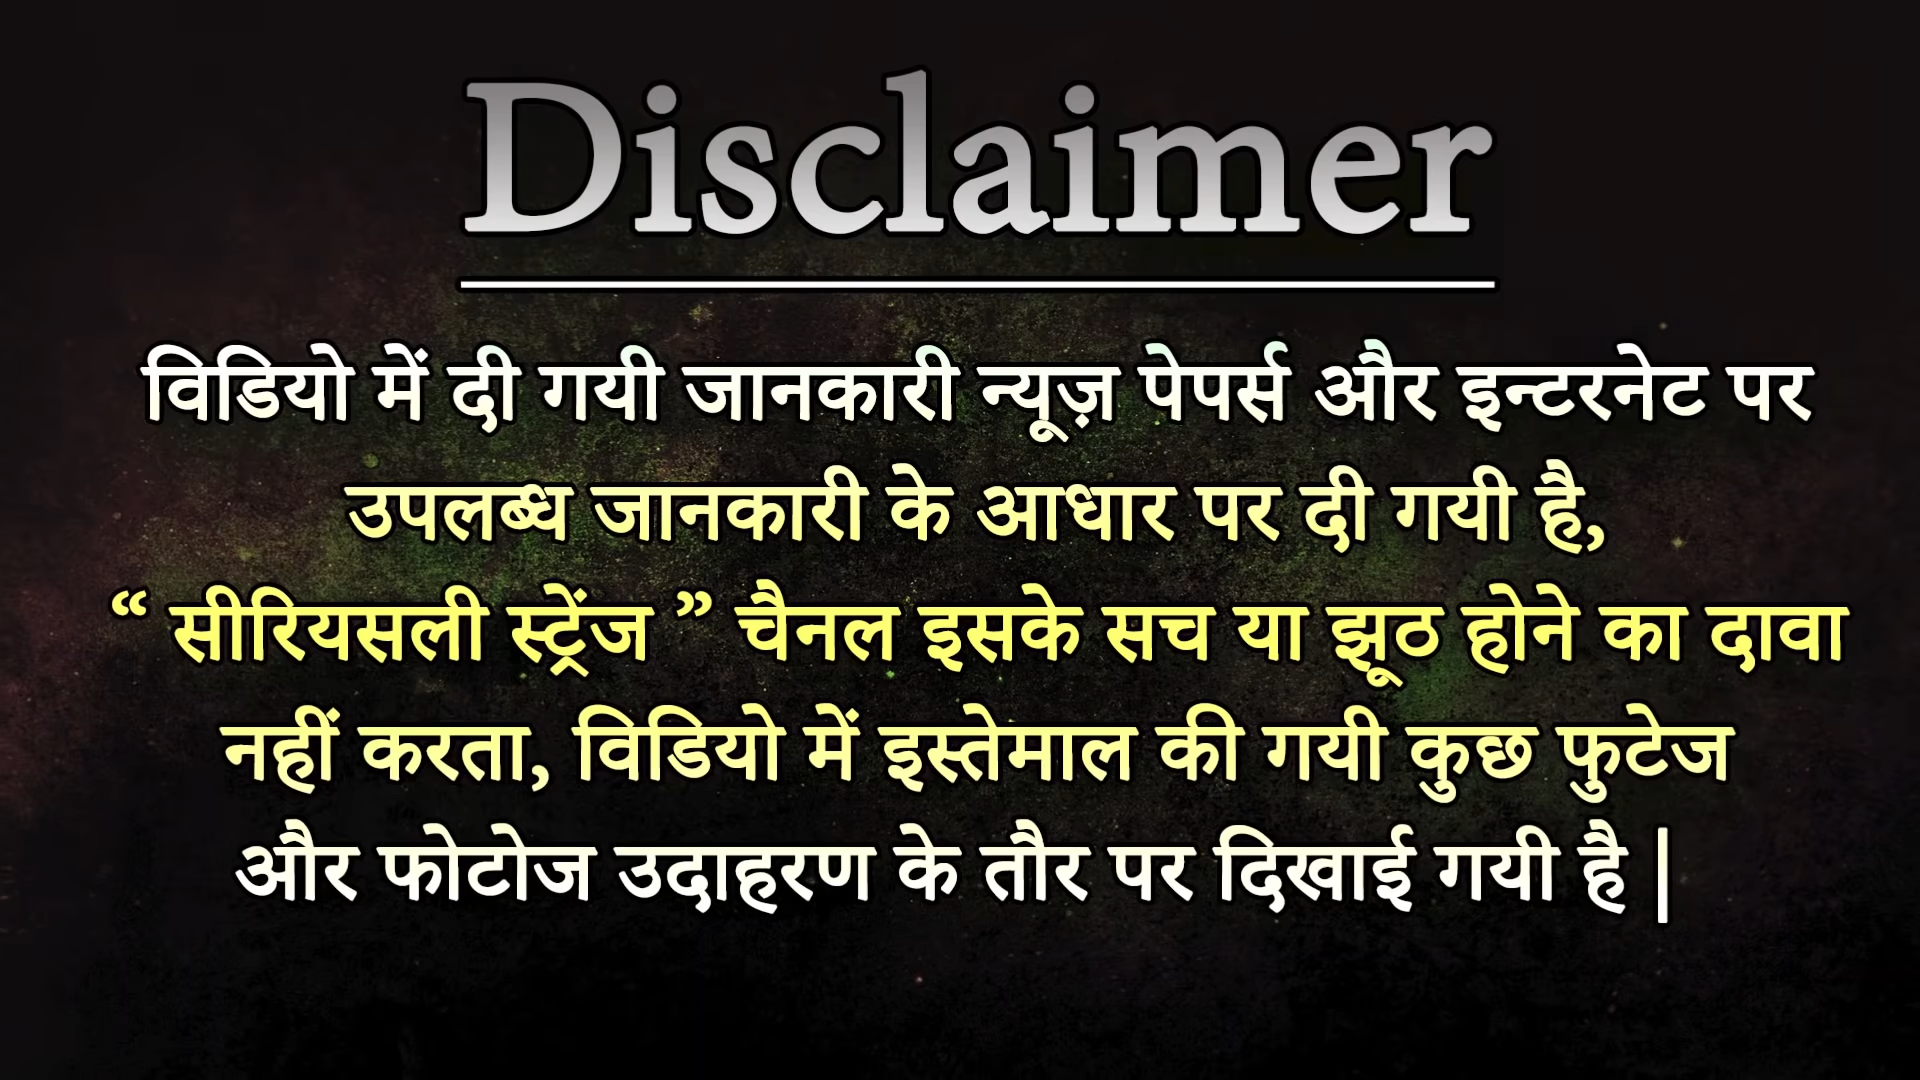 Disclaimer
विडियो में दी गयी जानकारी न्यूज़ पेपर्स और इन्टरनेट पर
उपलब्ध जानकारी के आधार पर दी गयी है,
“ सीरियसली स्ट्रेंज ” चैनल इसके सच या झूठ होने का दावा
नहीं करता, विडियो में इस्तेमाल की गयी कुछ फुटेज
और फोटोज उदाहरण के तौर पर दिखाई गयी है |